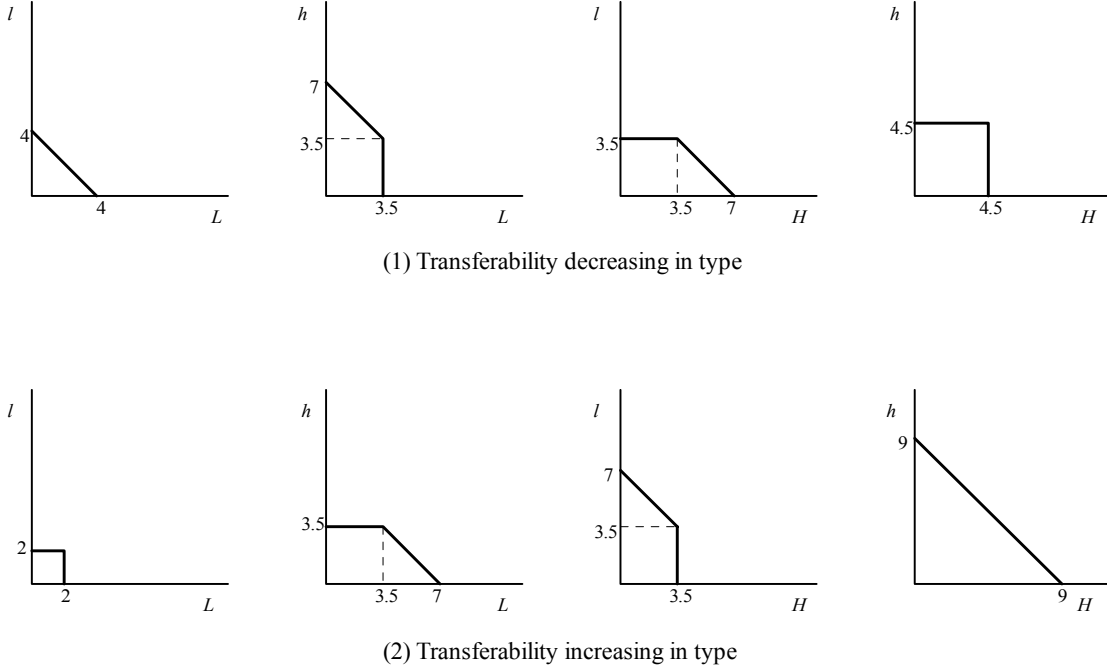 l
4
4
L
h
7
3.5
3.5
L
l
3.5
3.5 7
H
h
4.5
4.5
H
(1) Transferability decreasing in type
l
2
2
L
h
3.5
3.5 7
L
l
7
3.5
3.5
H
h
9
9
H
(2) Transferability increasing in type